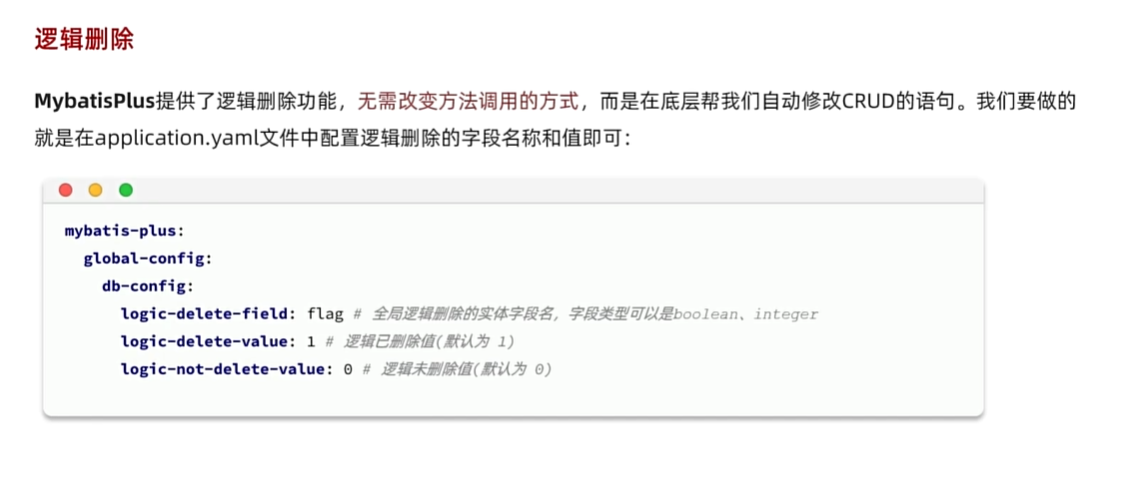 逻辑删除
MybatisPlus提供了逻辑删除功能，无需改变方法调用的方式，而是在底层帮我们自动修改CRUD的语句。我们要做的
就是在application.yaml文件中配置逻辑删除的字段名称和值即可：
mybatis-plus:
  global-config:
    db-config:
      logic-delete-field: flag # 全局逻辑删除的实体字段名，字段类型可以是boolean、integer
      logic-delete-value: 1 # 逻辑已删除值(默认为 1)
      logic-not-delete-value: 0 # 逻辑未删除值(默认为 0)